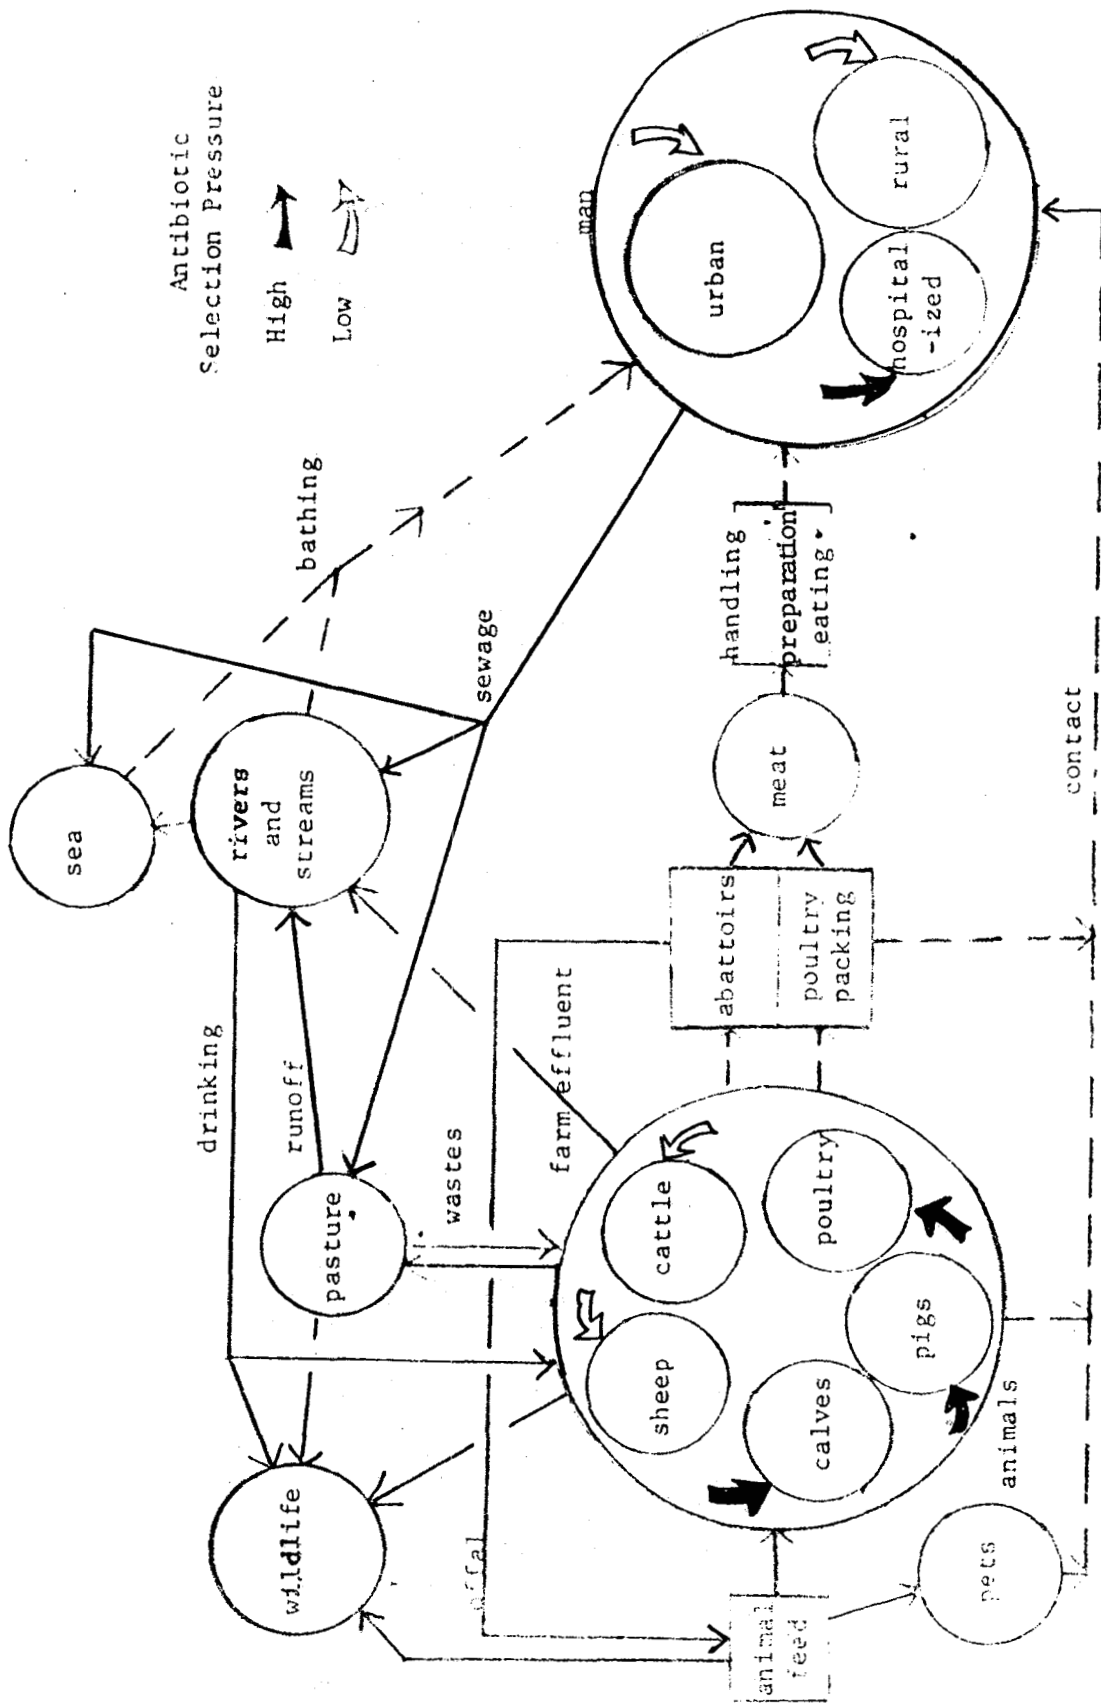 Antibiotic
Selection Pressure
High
Low
sea
bathing
man
rivers
and
streams
urban
drinking
sewage
hospital
-ized
rural
runoff
wildlife
pasture
wastes
farm effluent
handling
preparation
eating
offal
sheep
cattle
abattoirs
meat
poultry
packing
calves
pigs
poultry
animal
feed
pets
animals
contact